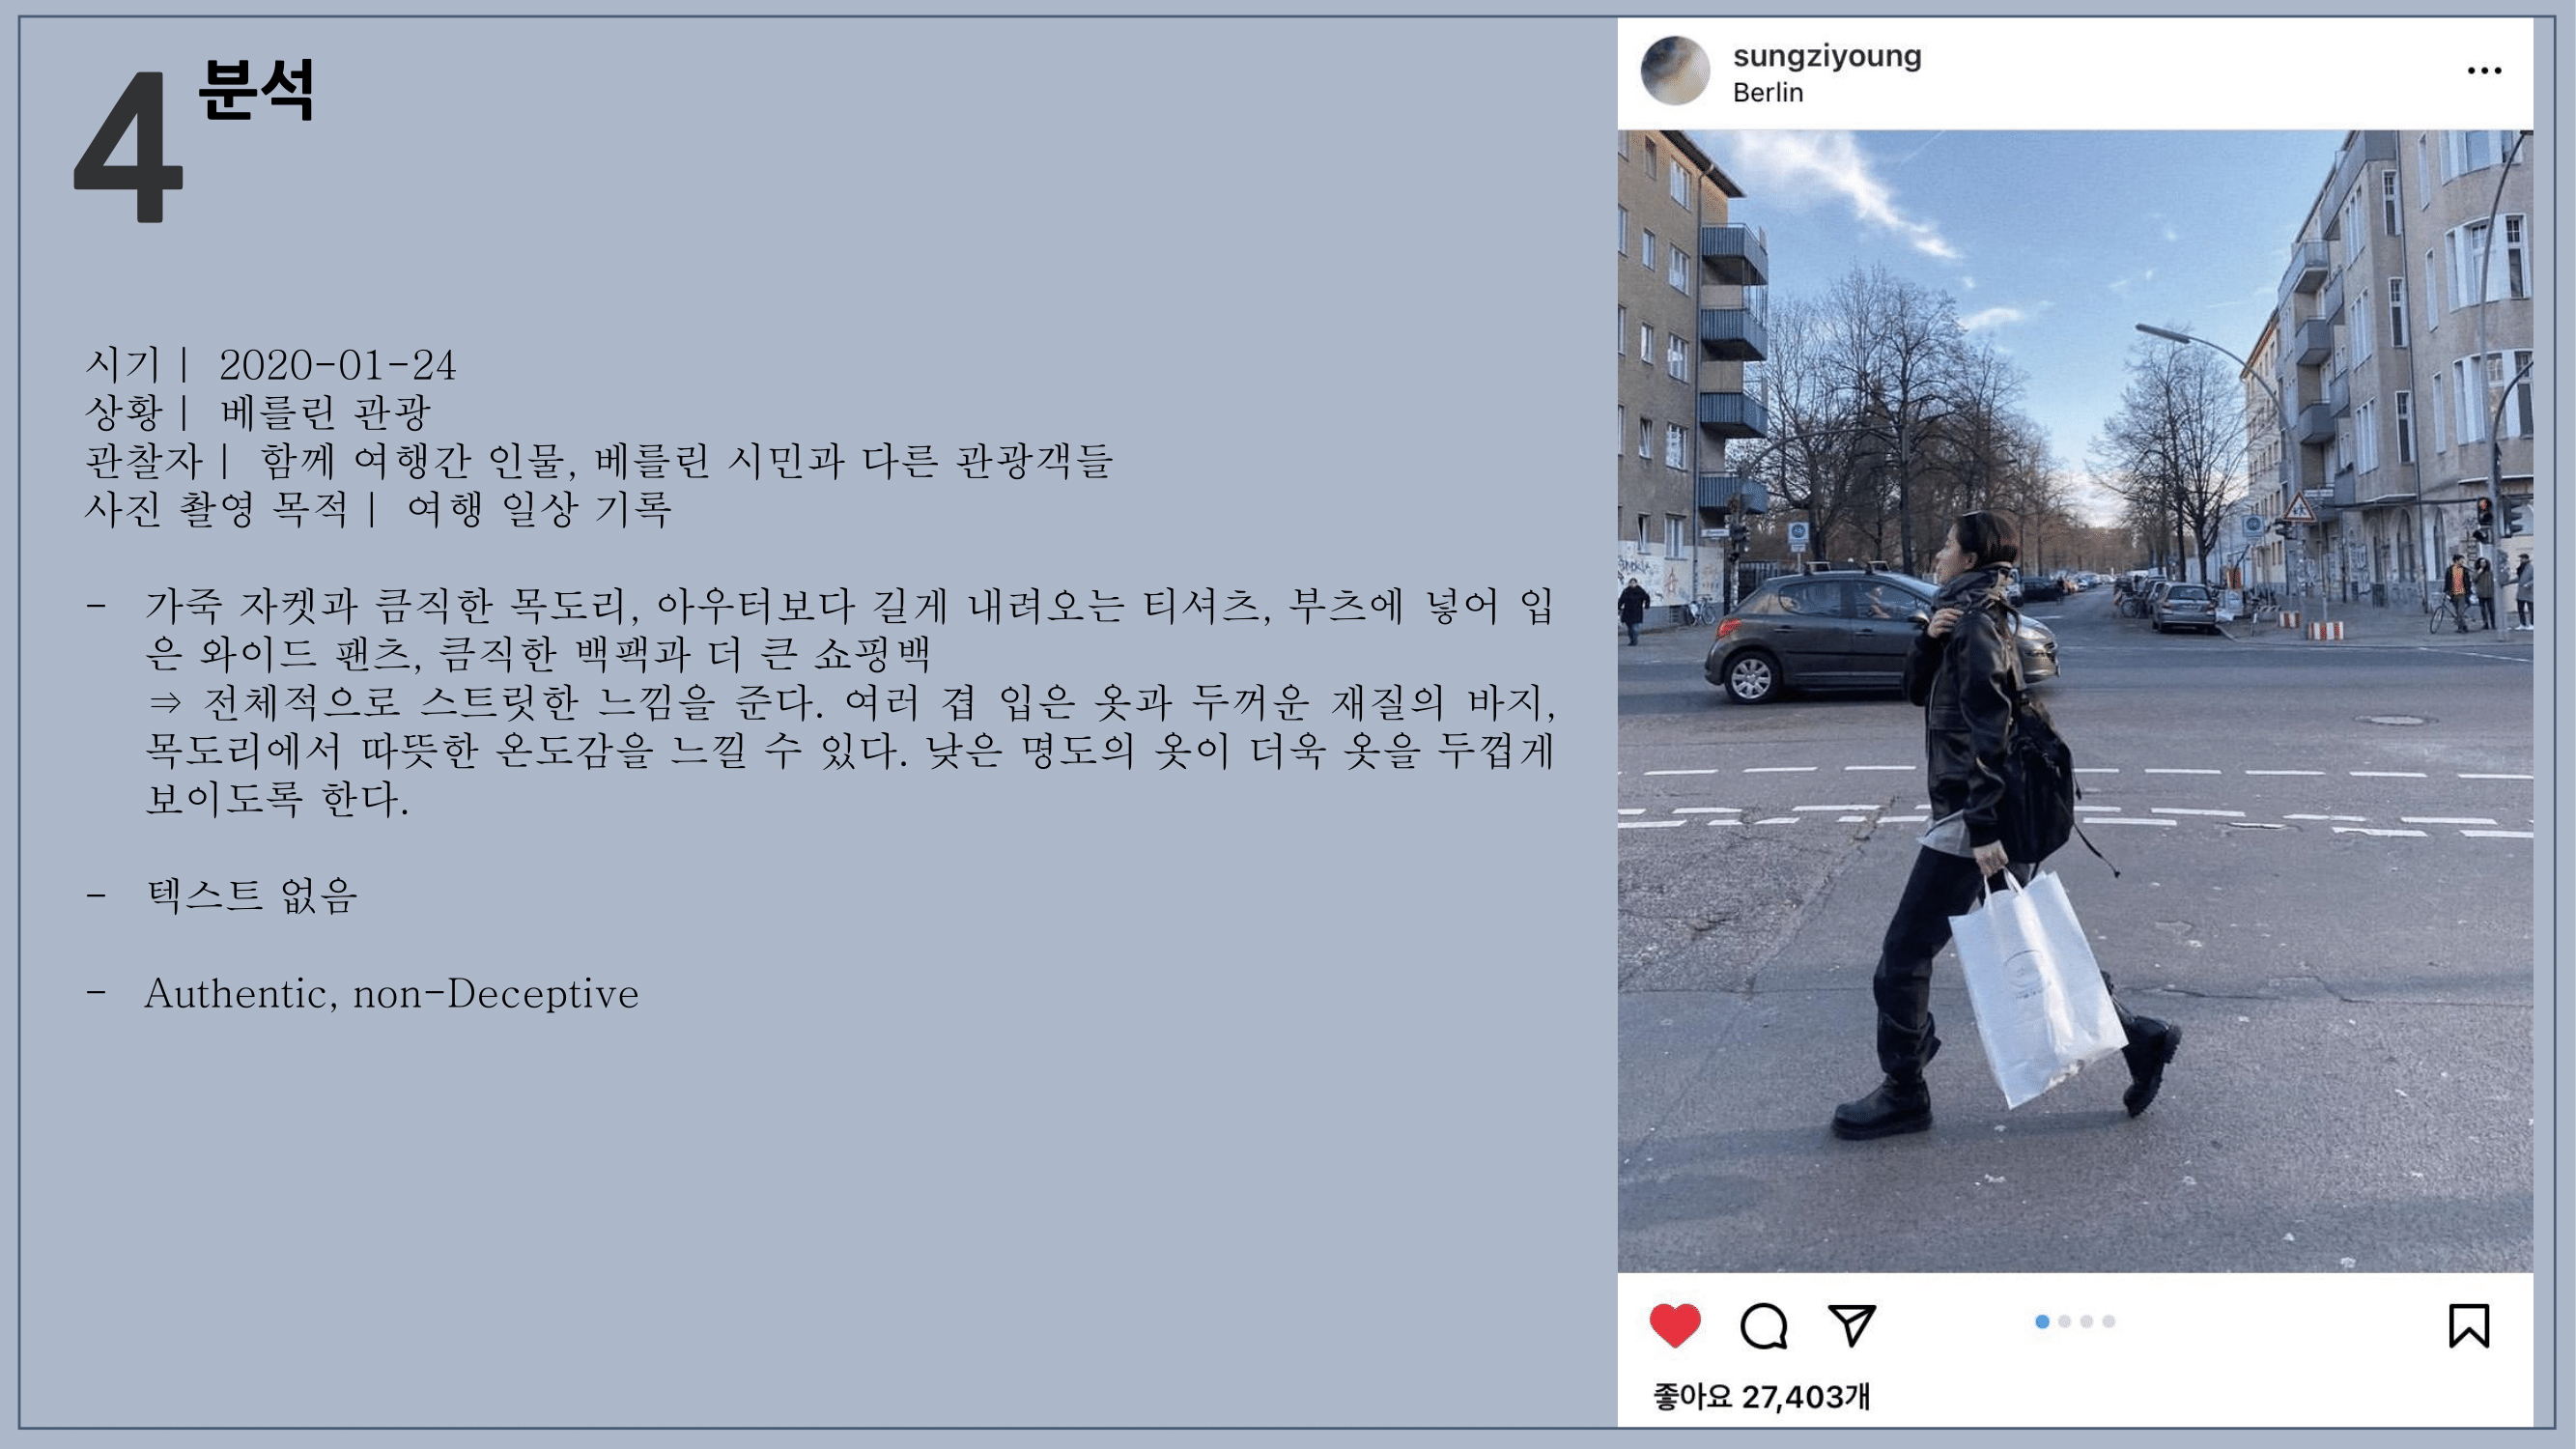 4 분석
시기 | 2020-01-24
상황 | 베를린 관광
관찰자 | 함께 여행간 인물, 베를린 시민과 다른 관광객들
사진 촬영 목적 | 여행 일상 기록
- 가죽 자켓과 큼직한 목도리, 아우터보다 길게 내려오는 티셔츠, 부츠에 넣어 입
은 와이드 팬츠, 큼직한 백팩과 더 큰 쇼핑백
⇒ 전체적으로 스트릿한 느낌을 준다. 여러 겹 입은 옷과 두꺼운 재질의 바지,
목도리에서 따뜻한 온도감을 느낄 수 있다. 낮은 명도의 옷이 더욱 옷을 두껍게
보이도록 한다.
- 텍스트 없음
- Authentic, non-Deceptive
sungziyoung
Berlin
좋아요 27,403개